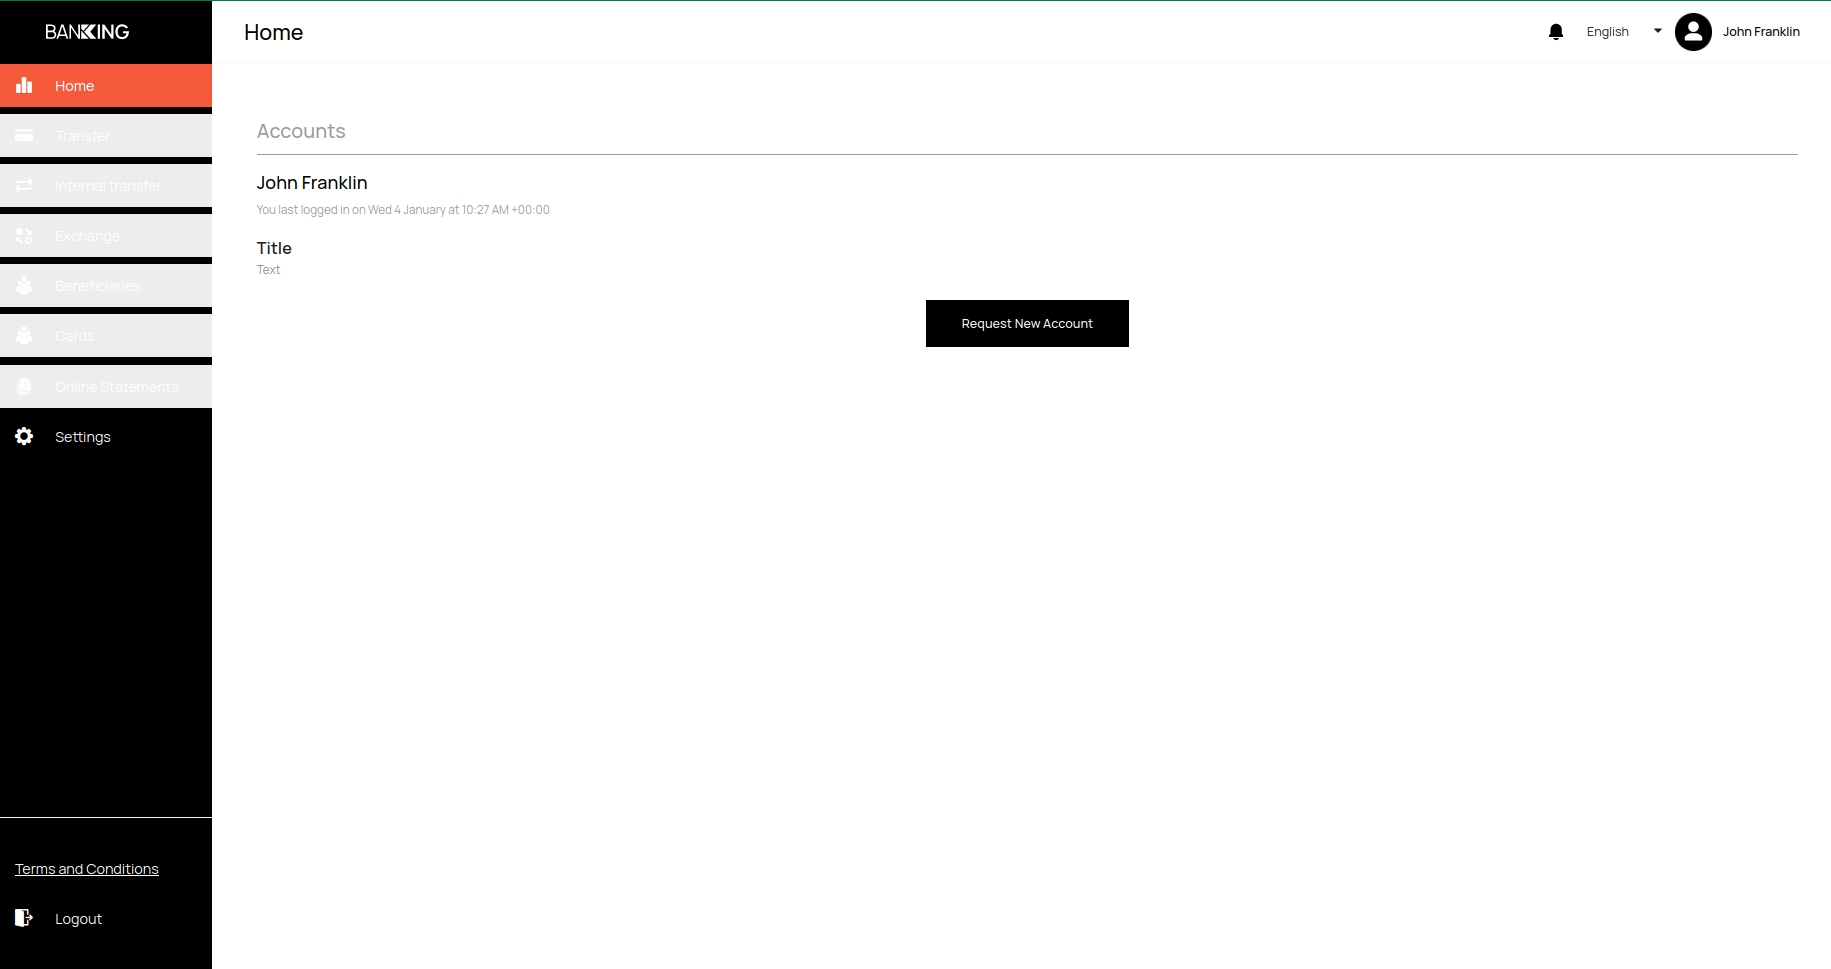 BANKING
Home
Transfer
Internal transfer
Exchange
Beneficiaries
Cards
Online Statements
Settings
Terms and Conditions
Logout
Home
English
John Franklin
Accounts
John Franklin
You last logged in on Wed 4 January at 10:27 AM +00:00
Title
Text
Request New Account